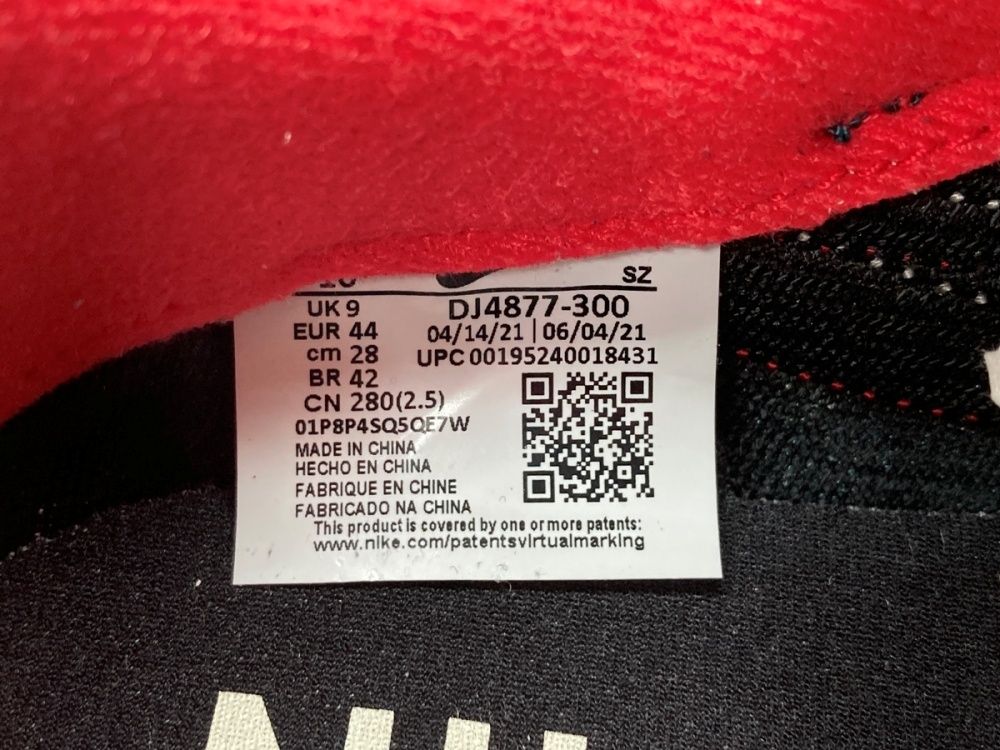 SZ
UK 9 DJ4877-300
EUR 44 04/14/21 | 06/04/21
cm 28 UPC 00195240018431
BR 42
CN 280(2.5)
01P8P4SQ5QE7W
MADE IN CHINA
HECHO EN CHINA
FABRIQUE EN CHINE
FABRICADO NA CHINA
This product is covered by one or more patents:
www.nike.com/patentsvirtualmarking